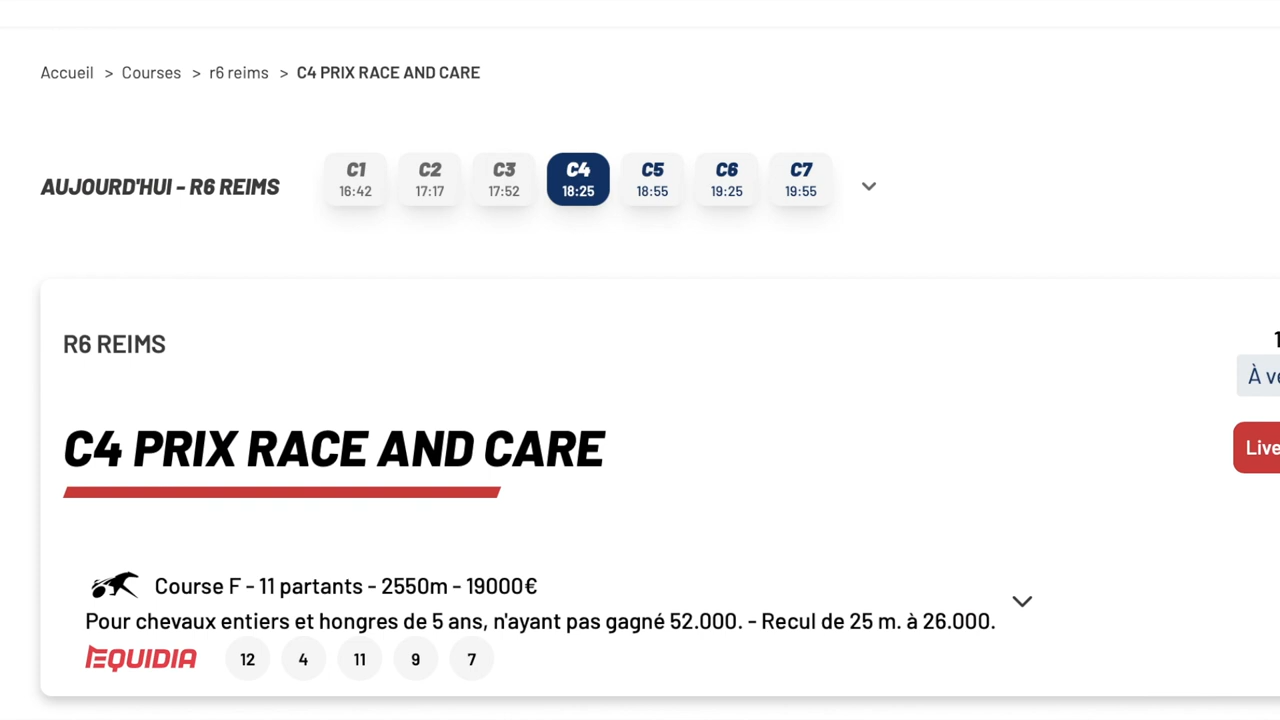 Accueil > Courses > r6 reims > C4 PRIX RACE AND CARE
AUJOURD'HUI - R6 REIMS
C1 C2 C3 C4 C5 C6 C7
16:42 17:17 17:52 18:25 18:55 19:25 19:55
R6 REIMS
C4 PRIX RACE AND CARE
À
Live
Course F - 11 partants - 2550m - 19000€
Pour chevaux entiers et hongres de 5 ans, n'ayant pas gagné 52.000. - Recul de 25 m. à 26.000.
EQUIDIA 12 4 11 9 7